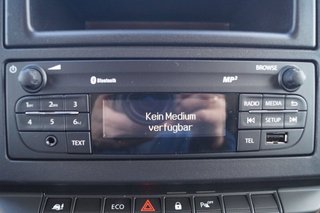 BROWSE
Bluetooth
MP3
1 2 3
4 5 6
TEXT
Kein Medium
verfügbar
RADIO MEDIA
SETUP
TEL
ECO